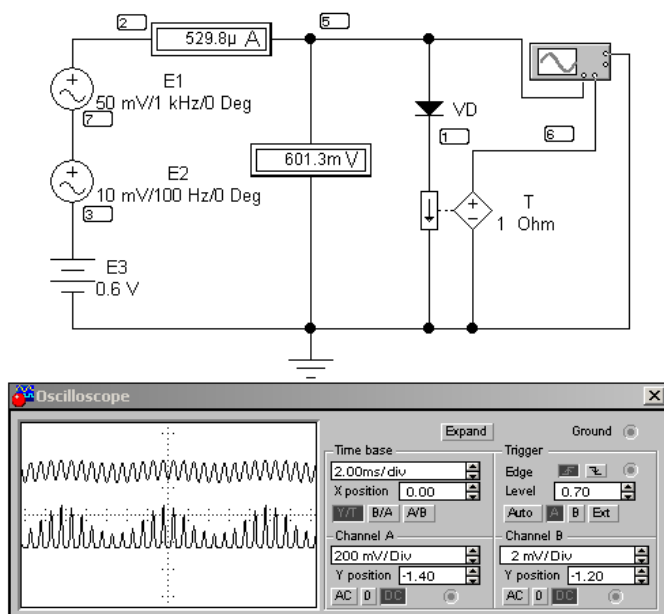 2
529.8µ A
5
E1
50 mV/1 kHz/0 Deg
7
VD
1
6
601.3m V
E2
10 mV/100 Hz/0 Deg
3
T
1 Ohm
E3
0.6 V
Oscilloscope
Expand
Ground
Time base
2.00ms/div
X position 0.00
Y/T B/A A/B
Trigger
Edge
Level 0.70
Auto A B Ext
Channel A
200 mV/Div
Y position -1.40
AC 0 DC
Channel B
2 mV/Div
Y position -1.20
AC 0 DC